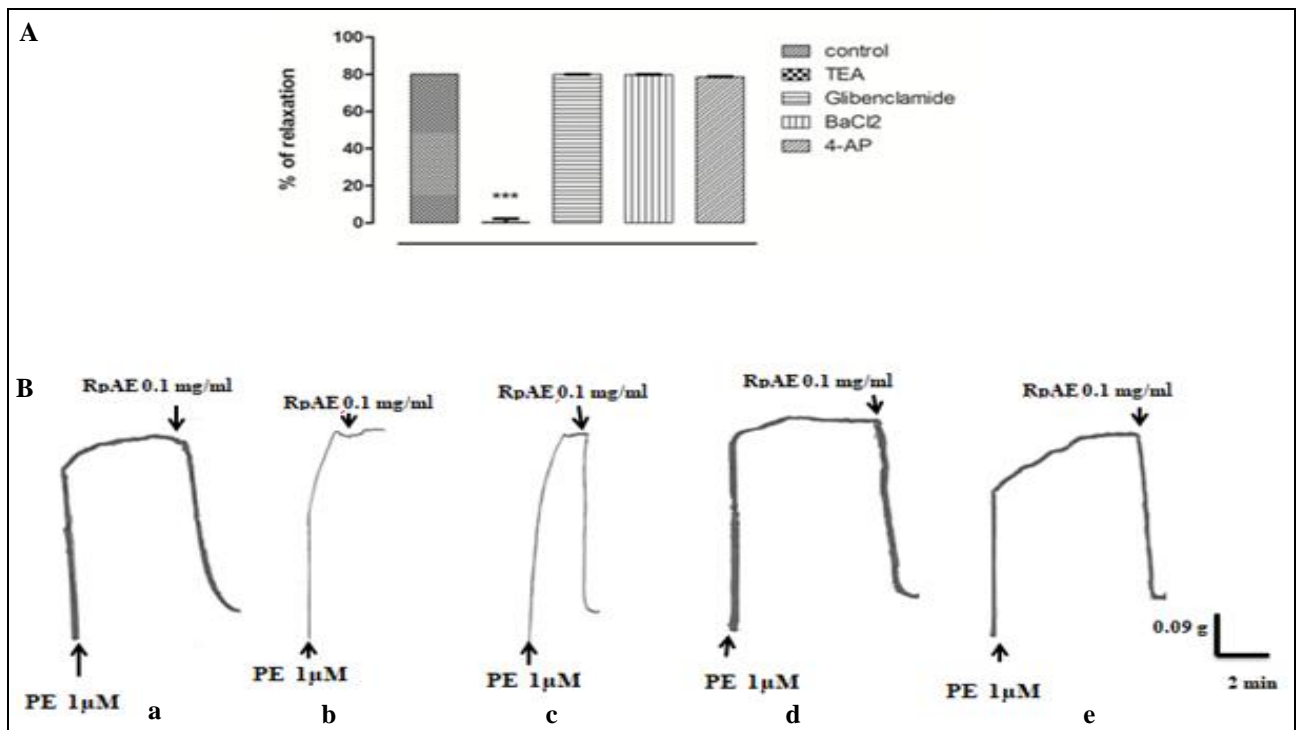 A
100
80
60
40
20
0
% of relaxation
***
control
TEA
Glibenclamide
BaCl2
4-AP
B
RpAE 0.1 mg/ml
RpAE 0.1 mg/ml
RpAE 0.1 mg/ml
RpAE 0.1 mg/ml
RpAE 0.1 mg/ml
PE 1µM
PE 1µM
PE 1µM
PE 1µM
PE 1µM
0.09 g
2 min
a
b
c
d
e